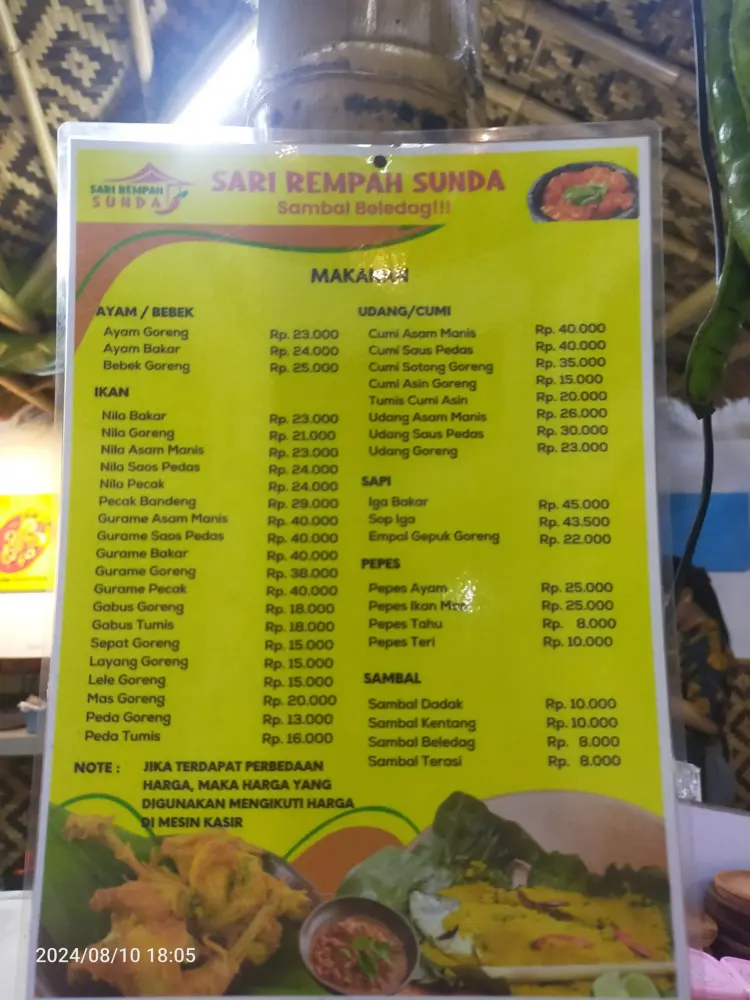 SARI REMPAH
SUNDA
SARI REMPAH SUNDA
Sambal Beledag!!!
MAKANAN
AYAM / BEBEK
Ayam Goreng Rp. 23.000
Ayam Bakar Rp. 24.000
Bebek Goreng Rp. 25.000
IKAN
Nila Bakar Rp. 23.000
Nila Goreng Rp. 21.000
Nila Asam Manis Rp. 23.000
Nila Saos Pedas Rp. 24.000
Nila Pecak Rp. 24.000
Pecak Bandeng Rp. 29.000
Gurame Asam Manis Rp. 40.000
Gurame Saos Pedas Rp. 40.000
Gurame Bakar Rp. 40.000
Gurame Goreng Rp. 38.000
Gurame Pecak Rp. 40.000
Gabus Goreng Rp. 18.000
Gabus Tumis Rp. 18.000
Sepat Goreng Rp. 15.000
Layang Goreng Rp. 15.000
Lele Goreng Rp. 15.000
Mas Goreng Rp. 20.000
Peda Goreng Rp. 13.000
Peda Tumis Rp. 16.000
UDANG/CUMI
Cumi Asam Manis Rp. 40.000
Cumi Saus Pedas Rp. 40.000
Cumi Sotong Goreng Rp. 35.000
Cumi Asin Goreng Rp. 15.000
Tumis Cumi Asin Rp. 20.000
Udang Asam Manis Rp. 26.000
Udang Saus Pedas Rp. 30.000
Udang Goreng Rp. 23.000
SAPI
Iga Bakar Rp. 45.000
Sop Iga Rp. 43.500
Empal Gepuk Goreng Rp. 22.000
PEPES
Pepes Ayam Rp. 25.000
Pepes Ikan Mas Rp. 25.000
Pepes Tahu Rp. 8.000
Pepes Teri Rp. 10.000
SAMBAL
Sambal Dadak Rp. 10.000
Sambal Kentang Rp. 10.000
Sambal Beledag Rp. 8.000
Sambal Terasi Rp. 8.000
NOTE : JIKA TERDAPAT PERBEDAAN
HARGA, MAKA HARGA YANG
DIGUNAKAN MENGIKUTI HARGA
DI MESIN KASIR
2024/08/10 18:05